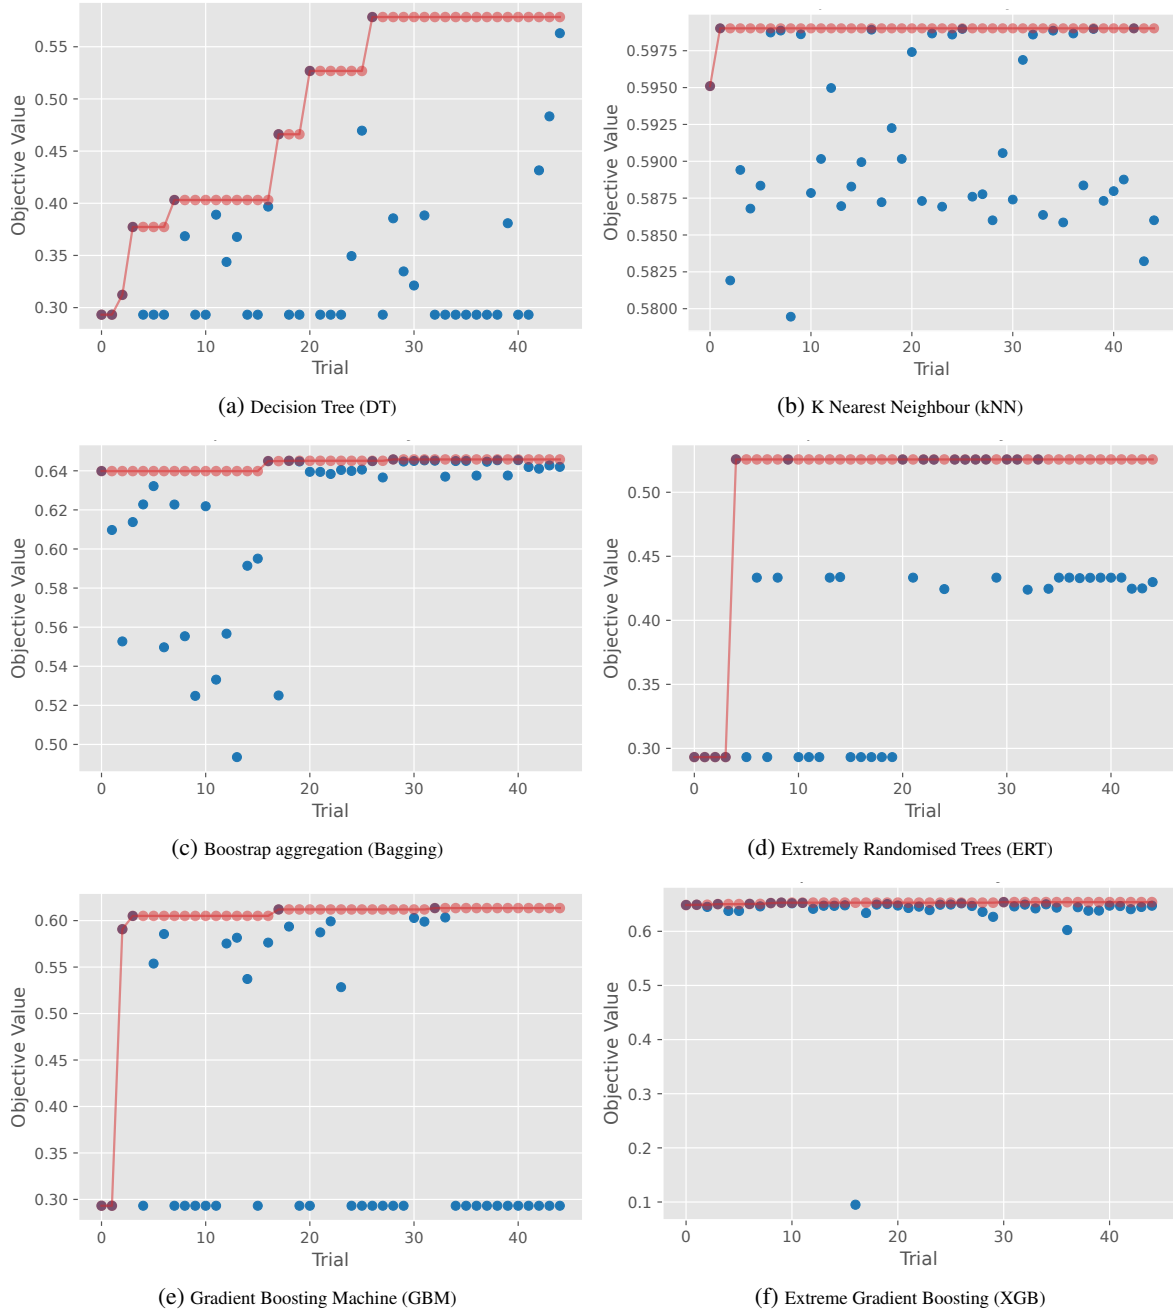 0.55
0.50
0.45
0.40
0.35
0.30
Objective Value
0 10 20 30 40
Trial
(a) Decision Tree (DT)
0.5975
0.5950
0.5925
0.5900
0.5875
0.5850
0.5825
0.5800
Objective Value
0 10 20 30 40
Trial
(b) K Nearest Neighbour (kNN)
0.64
0.62
0.60
0.58
0.56
0.54
0.52
0.50
Objective Value
0 10 20 30 40
Trial
(c) Boostrap aggregation (Bagging)
0.50
0.45
0.40
0.35
0.30
Objective Value
0 10 20 30 40
Trial
(d) Extremely Randomised Trees (ERT)
0.60
0.55
0.50
0.45
0.40
0.35
0.30
Objective Value
0 10 20 30 40
Trial
(e) Gradient Boosting Machine (GBM)
0.6
0.5
0.4
0.3
0.2
0.1
Objective Value
0 10 20 30 40
Trial
(f) Extreme Gradient Boosting (XGB)